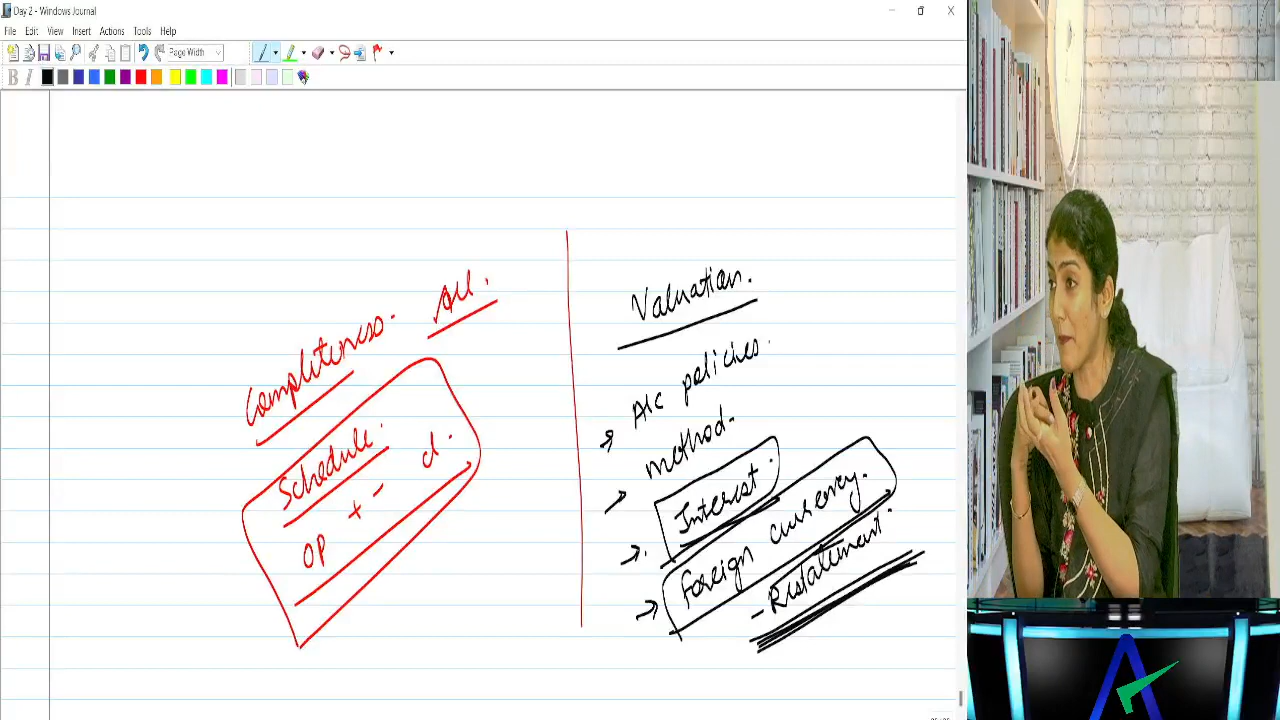 Day 2 - Windows Journal
File Edit View Insert Actions Tools Help
Page Width
B I
Completeness. All.
Schedule.
OP + - cl.
Valuation.
→ A/c policies.
→ method.
→ Interest.
→ Foreign currency.
- Restatement.